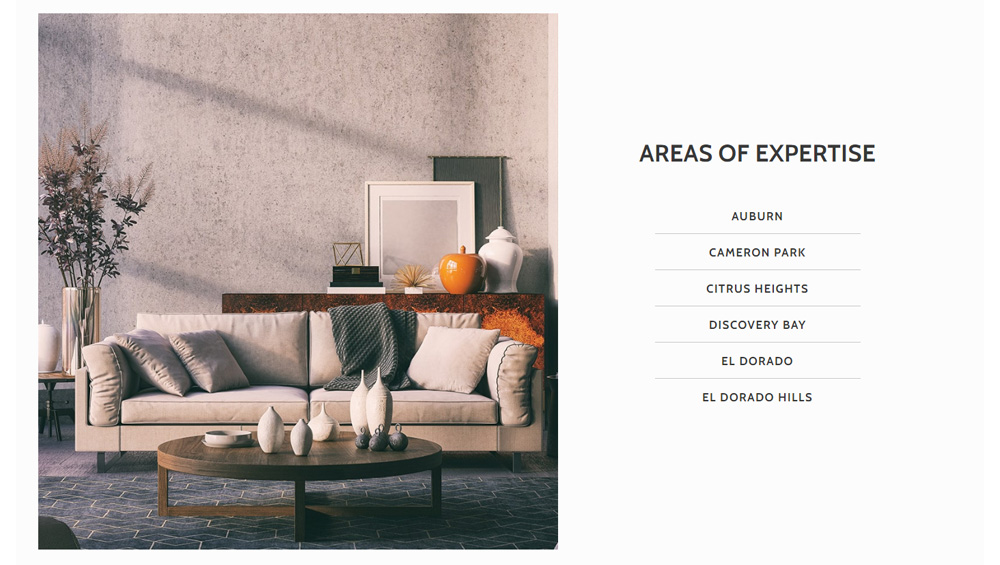 AREAS OF EXPERTISE
AUBURN
CAMERON PARK
CITRUS HEIGHTS
DISCOVERY BAY
EL DORADO
EL DORADO HILLS